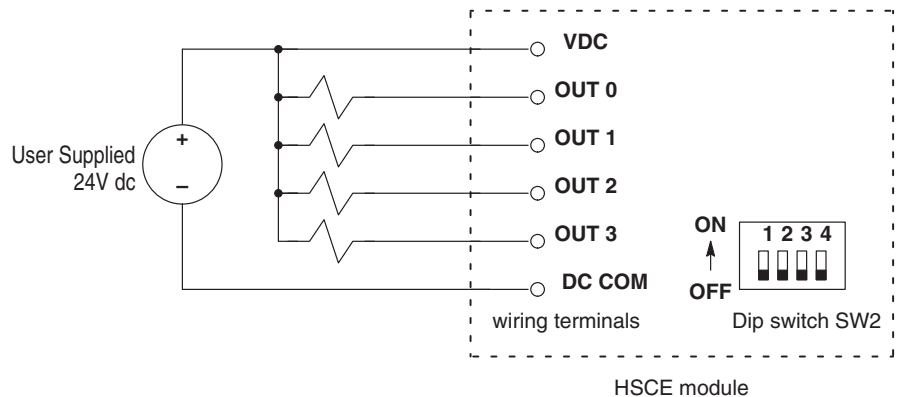 VDC
OUT 0
OUT 1
OUT 2
OUT 3
DC COM
+
–
User Supplied
24V dc
ON
OFF
1 2 3 4
wiring terminals
Dip switch SW2
HSCE module